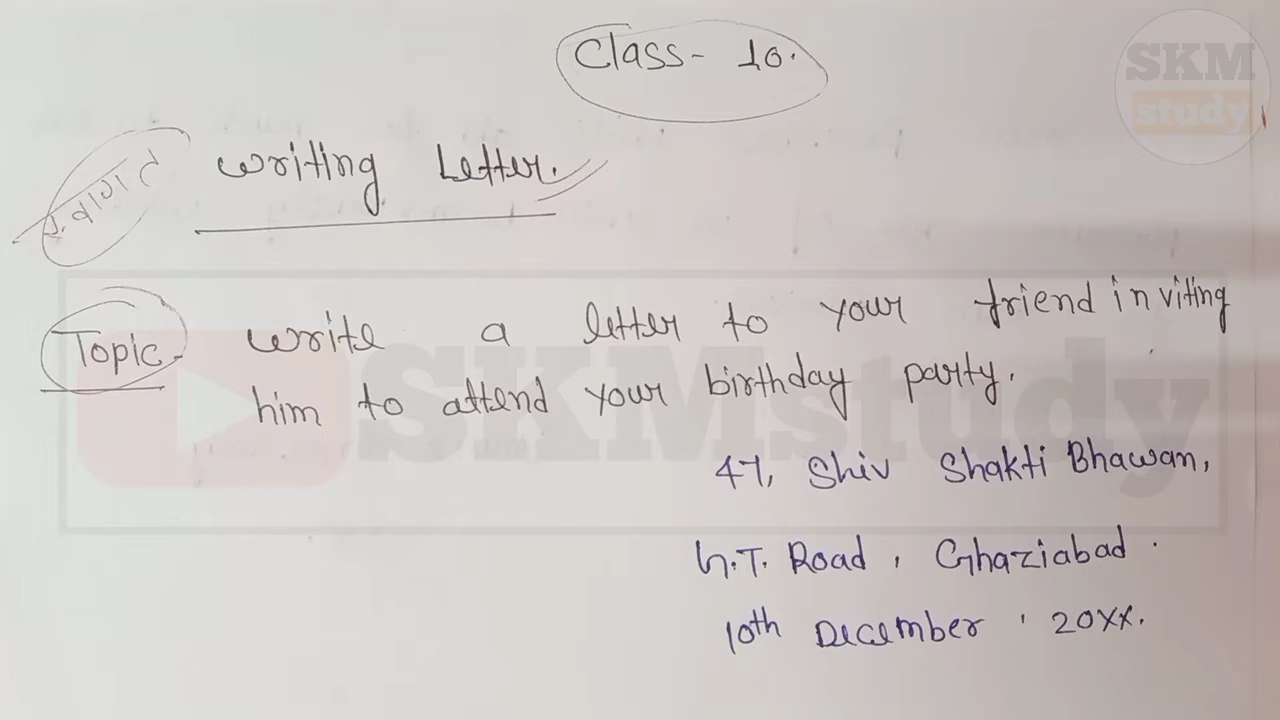 Class- 10.
SKM
study
Writing Letter.
Topic- Write a letter to your friend inviting
him to attend your birthday party.
SKMstudy
47, Shiv Shakti Bhawan,
G.T. Road, Ghaziabad.
10th December, 20XX.